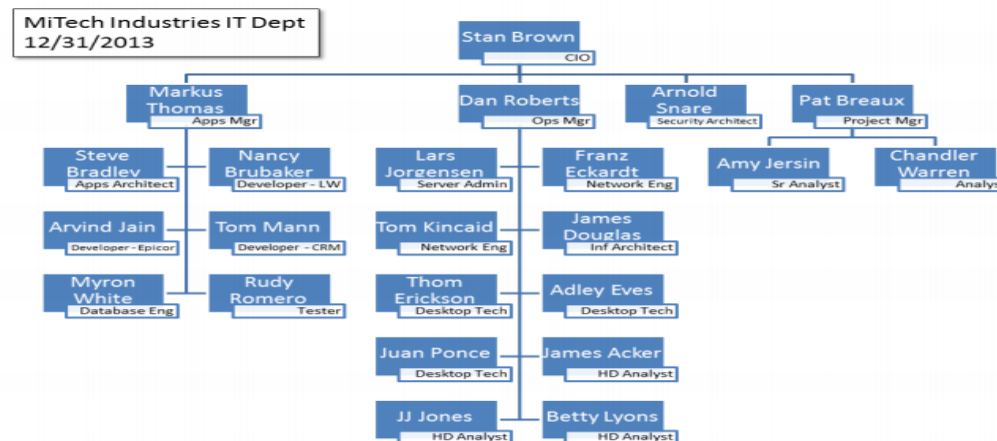 MiTech Industries IT Dept
12/31/2013
Stan Brown
CIO
Markus
Thomas
Apps Mgr
Dan Roberts
Ops Mgr
Arnold
Snare
Security Architect
Pat Breaux
Project Mgr
Steve
Bradley
Apps Architect
Nancy
Brubaker
Developer - LW
Lars
Jorgensen
Server Admin
Franz
Eckardt
Network Eng
Amy Jersin
Sr Analyst
Chandler
Warren
Analys
Arvind Jain
Developer - Epicor
Tom Mann
Developer - CRM
Tom Kincaid
Network Eng
James
Douglas
Inf Architect
Myron
White
Database Eng
Rudy
Romero
Tester
Thom
Erickson
Desktop Tech
Adley Eves
Desktop Tech
Juan Ponce
Desktop Tech
James Acker
HD Analyst
JJ Jones
HD Analyst
Betty Lyons
HD Analyst